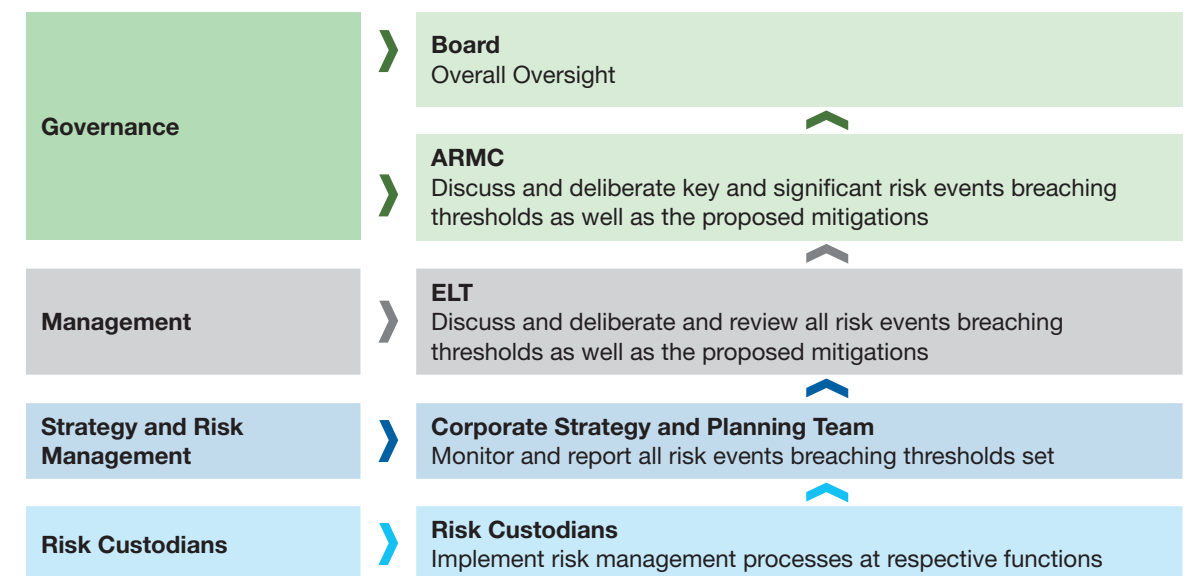 Governance
Board
Overall Oversight
ARMC
Discuss and deliberate key and significant risk events breaching
thresholds as well as the proposed mitigations
Management
ELT
Discuss and deliberate and review all risk events breaching
thresholds as well as the proposed mitigations
Strategy and Risk
Management
Corporate Strategy and Planning Team
Monitor and report all risk events breaching thresholds set
Risk Custodians
Risk Custodians
Implement risk management processes at respective functions